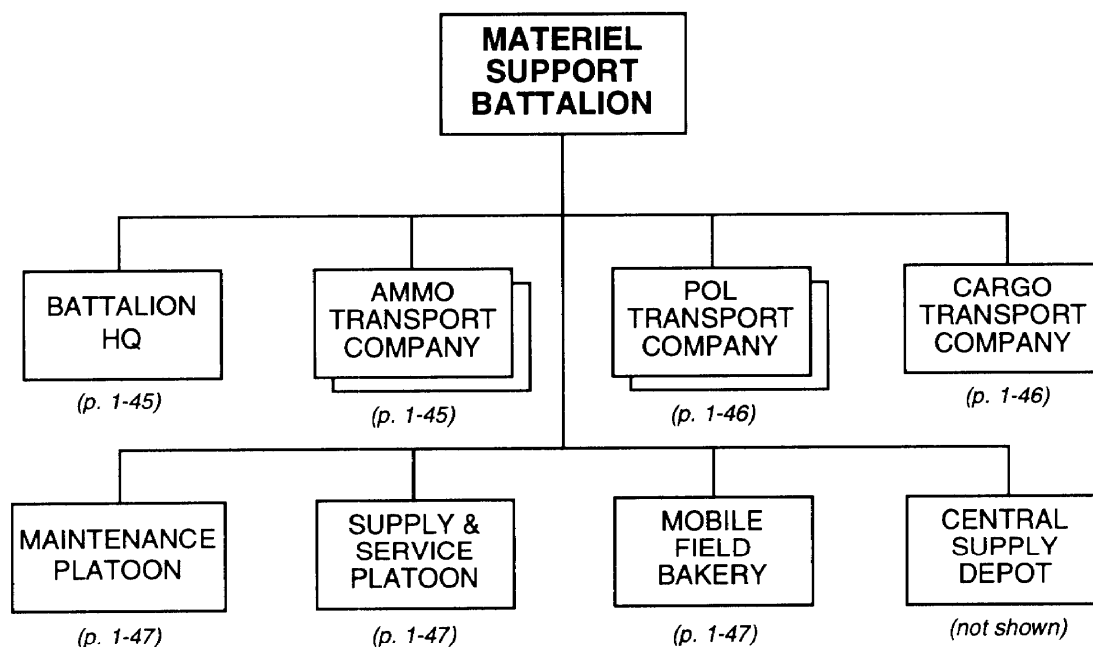 MATERIEL
SUPPORT
BATTALION
BATTALION
HQ
(p. 1-45)
AMMO
TRANSPORT
COMPANY
(p. 1-45)
POL
TRANSPORT
COMPANY
(p. 1-46)
CARGO
TRANSPORT
COMPANY
(p. 1-46)
MAINTENANCE
PLATOON
(p. 1-47)
SUPPLY &
SERVICE
PLATOON
(p. 1-47)
MOBILE
FIELD
BAKERY
(p. 1-47)
CENTRAL
SUPPLY
DEPOT
(not shown)